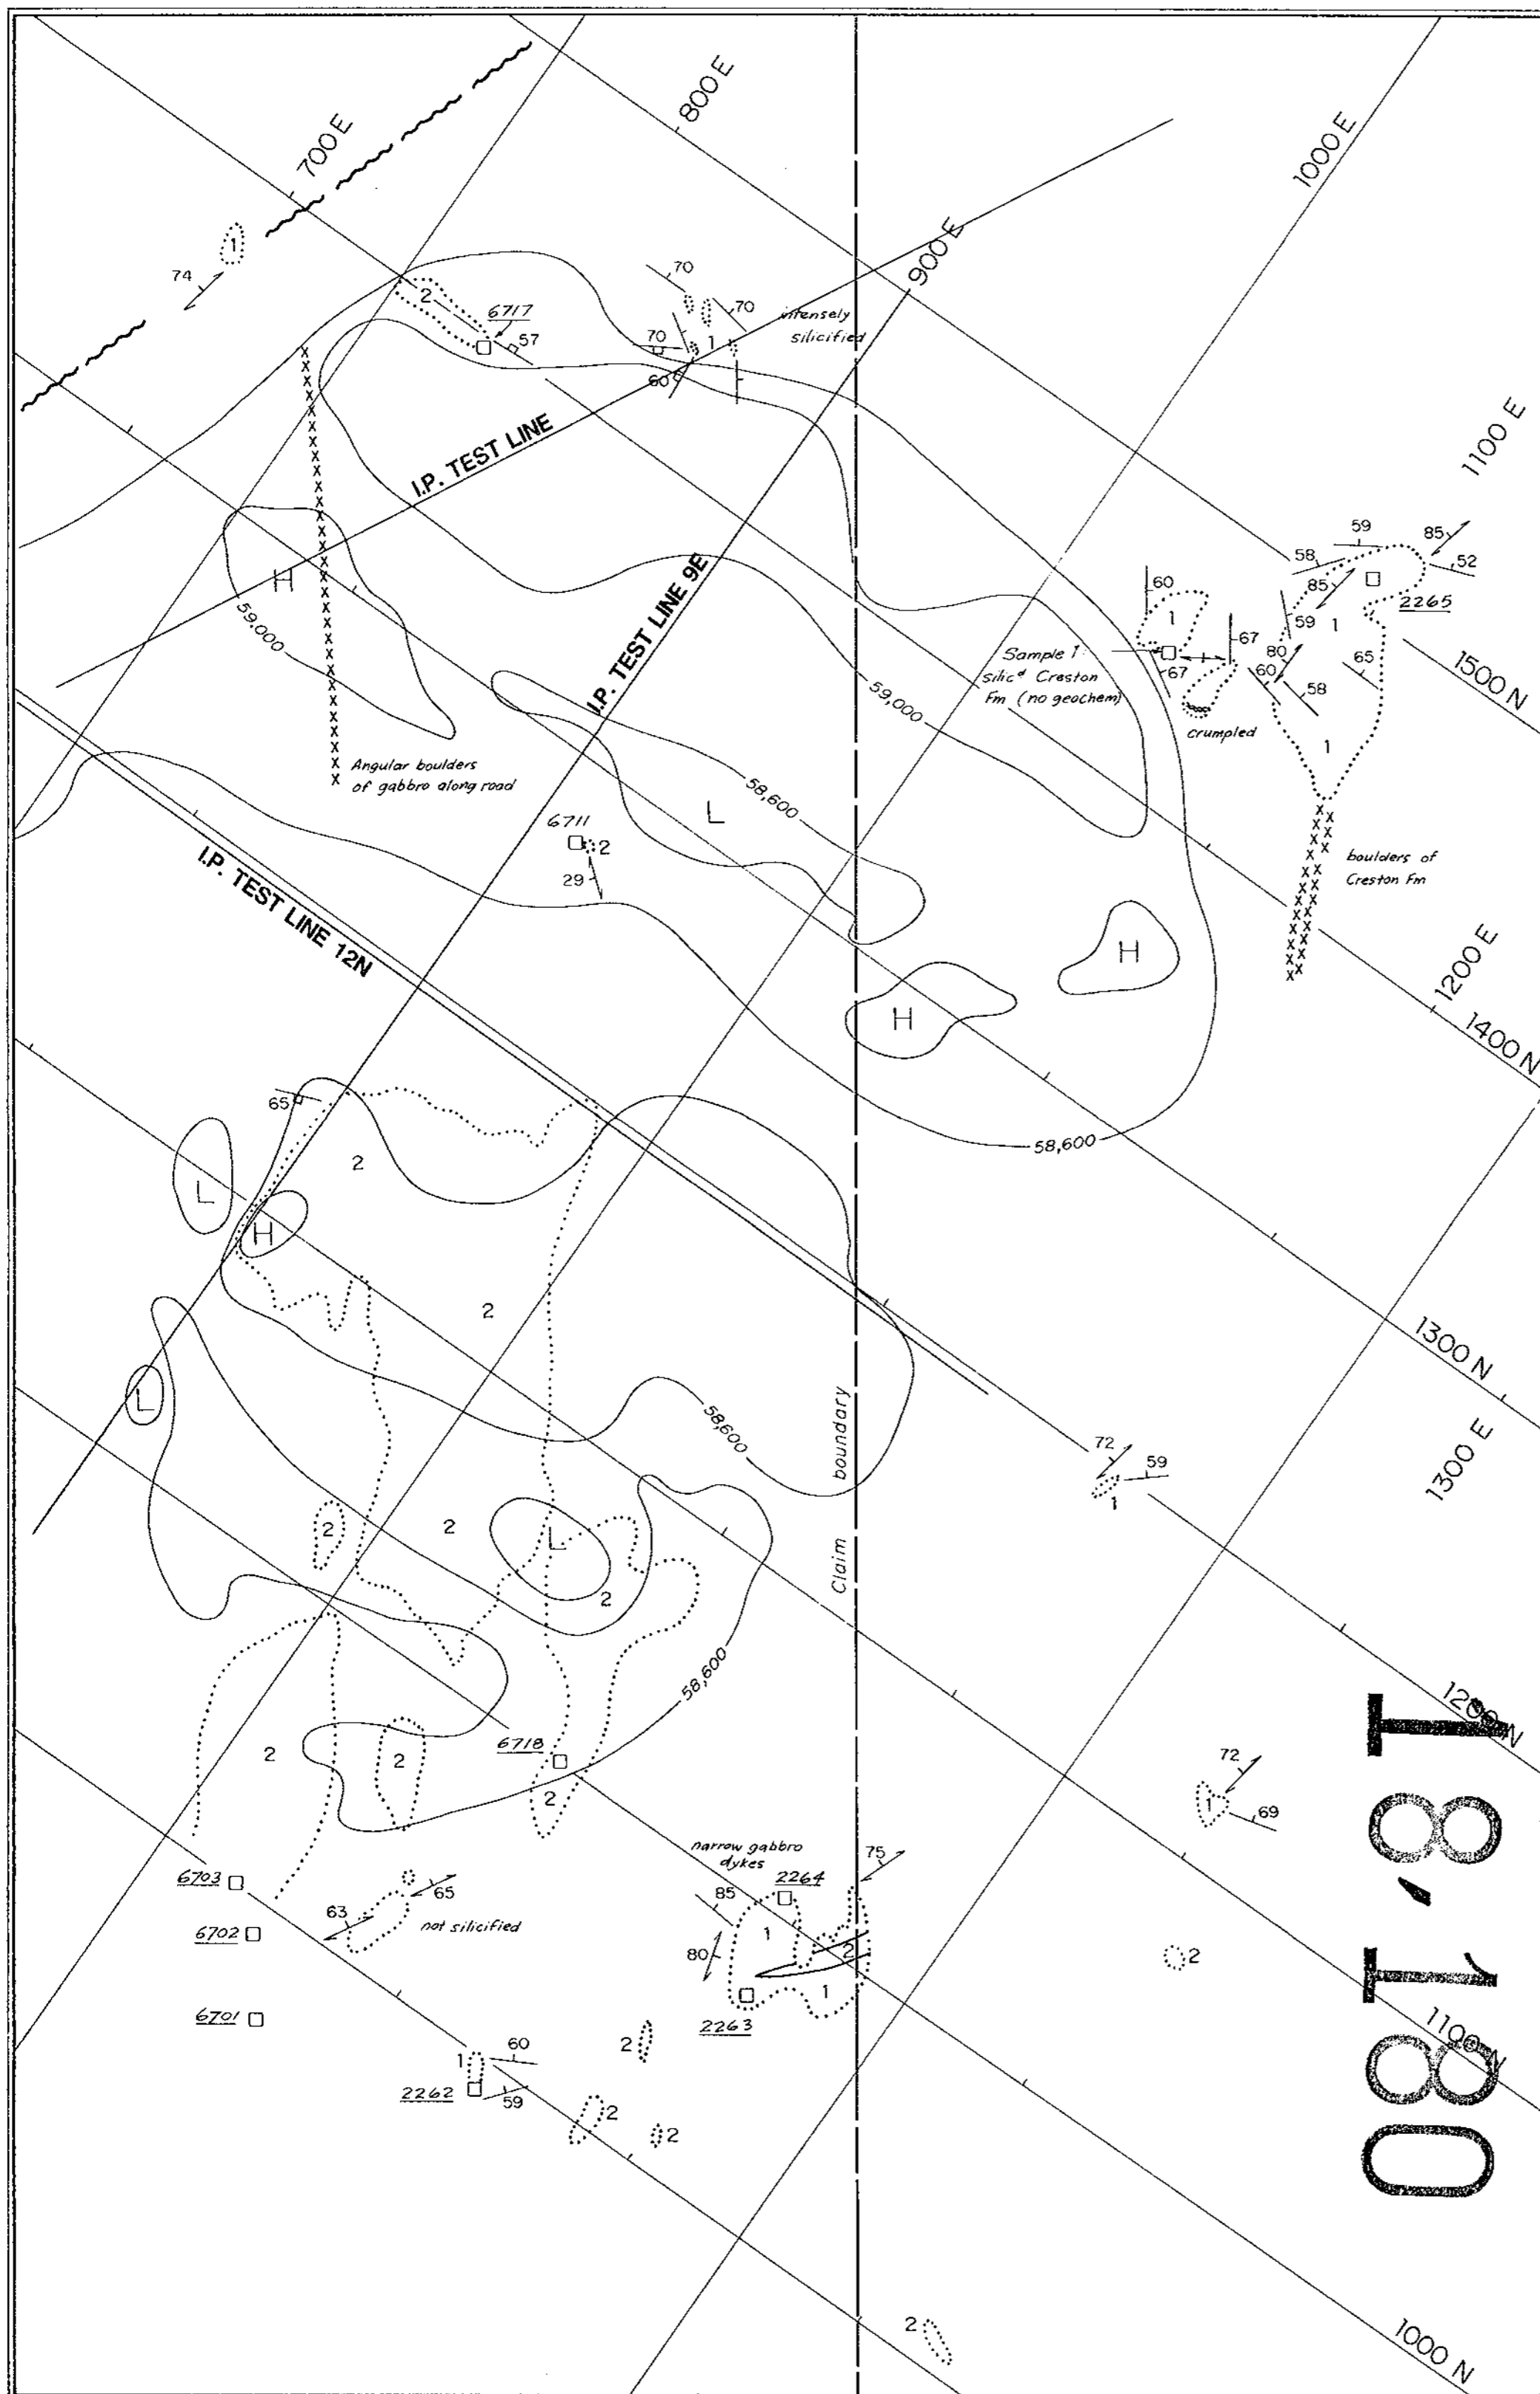 800 E
700 E
1000 E
900 E
1
74
2
6717
57
70
70
70
60
1
intensely
silicified
I.P. TEST LINE
1100 E
H
59,000
I.P. TEST LINE 9E
59
85
58
52
85
2265
60
1
59
1
67
80
60
65
58
67
1500 N
Sample 1:
silicᵈ Creston
Fm (no geochem)
crumpled
59,000
1
Angular boulders
of gabbro along road
58,600
L
6711
2
29
boulders of
Creston Fm
I.P. TEST LINE 12N
H
H
1200 E
1400 N
65
2
58,600
L
H
2
1300 N
L
58,600
Claim boundary
72
59
1
1300 E
2
2
L
2
58,600
1200 N
2
2
6718
2
72
1
69
18,180
6703
63
65
not silicified
6702
6701
narrow gabbro
dykes
2264
75
85
1
80
2
1
2263
2
1100 N
1
60
2262
59
2
2
2
2
1000 N